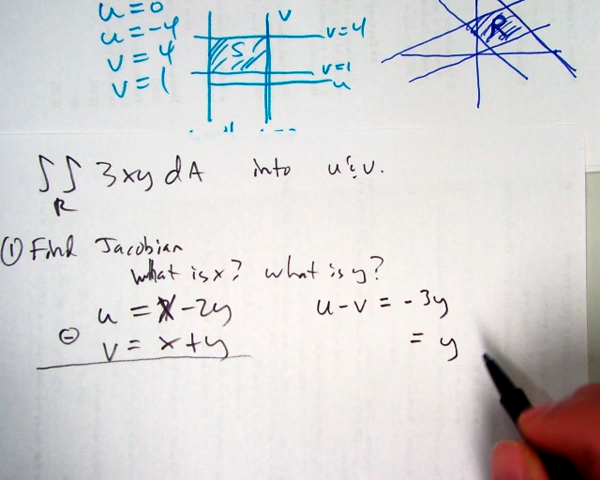 u = 0
u = -4
v = 4
v = 1
v
S
v=4
v=1
u
R
∬ 3xy dA into u & v.
R
① Find Jacobian
what is x? what is y?
u = x - 2y
⊖ v = x + y
u - v = -3y
= y